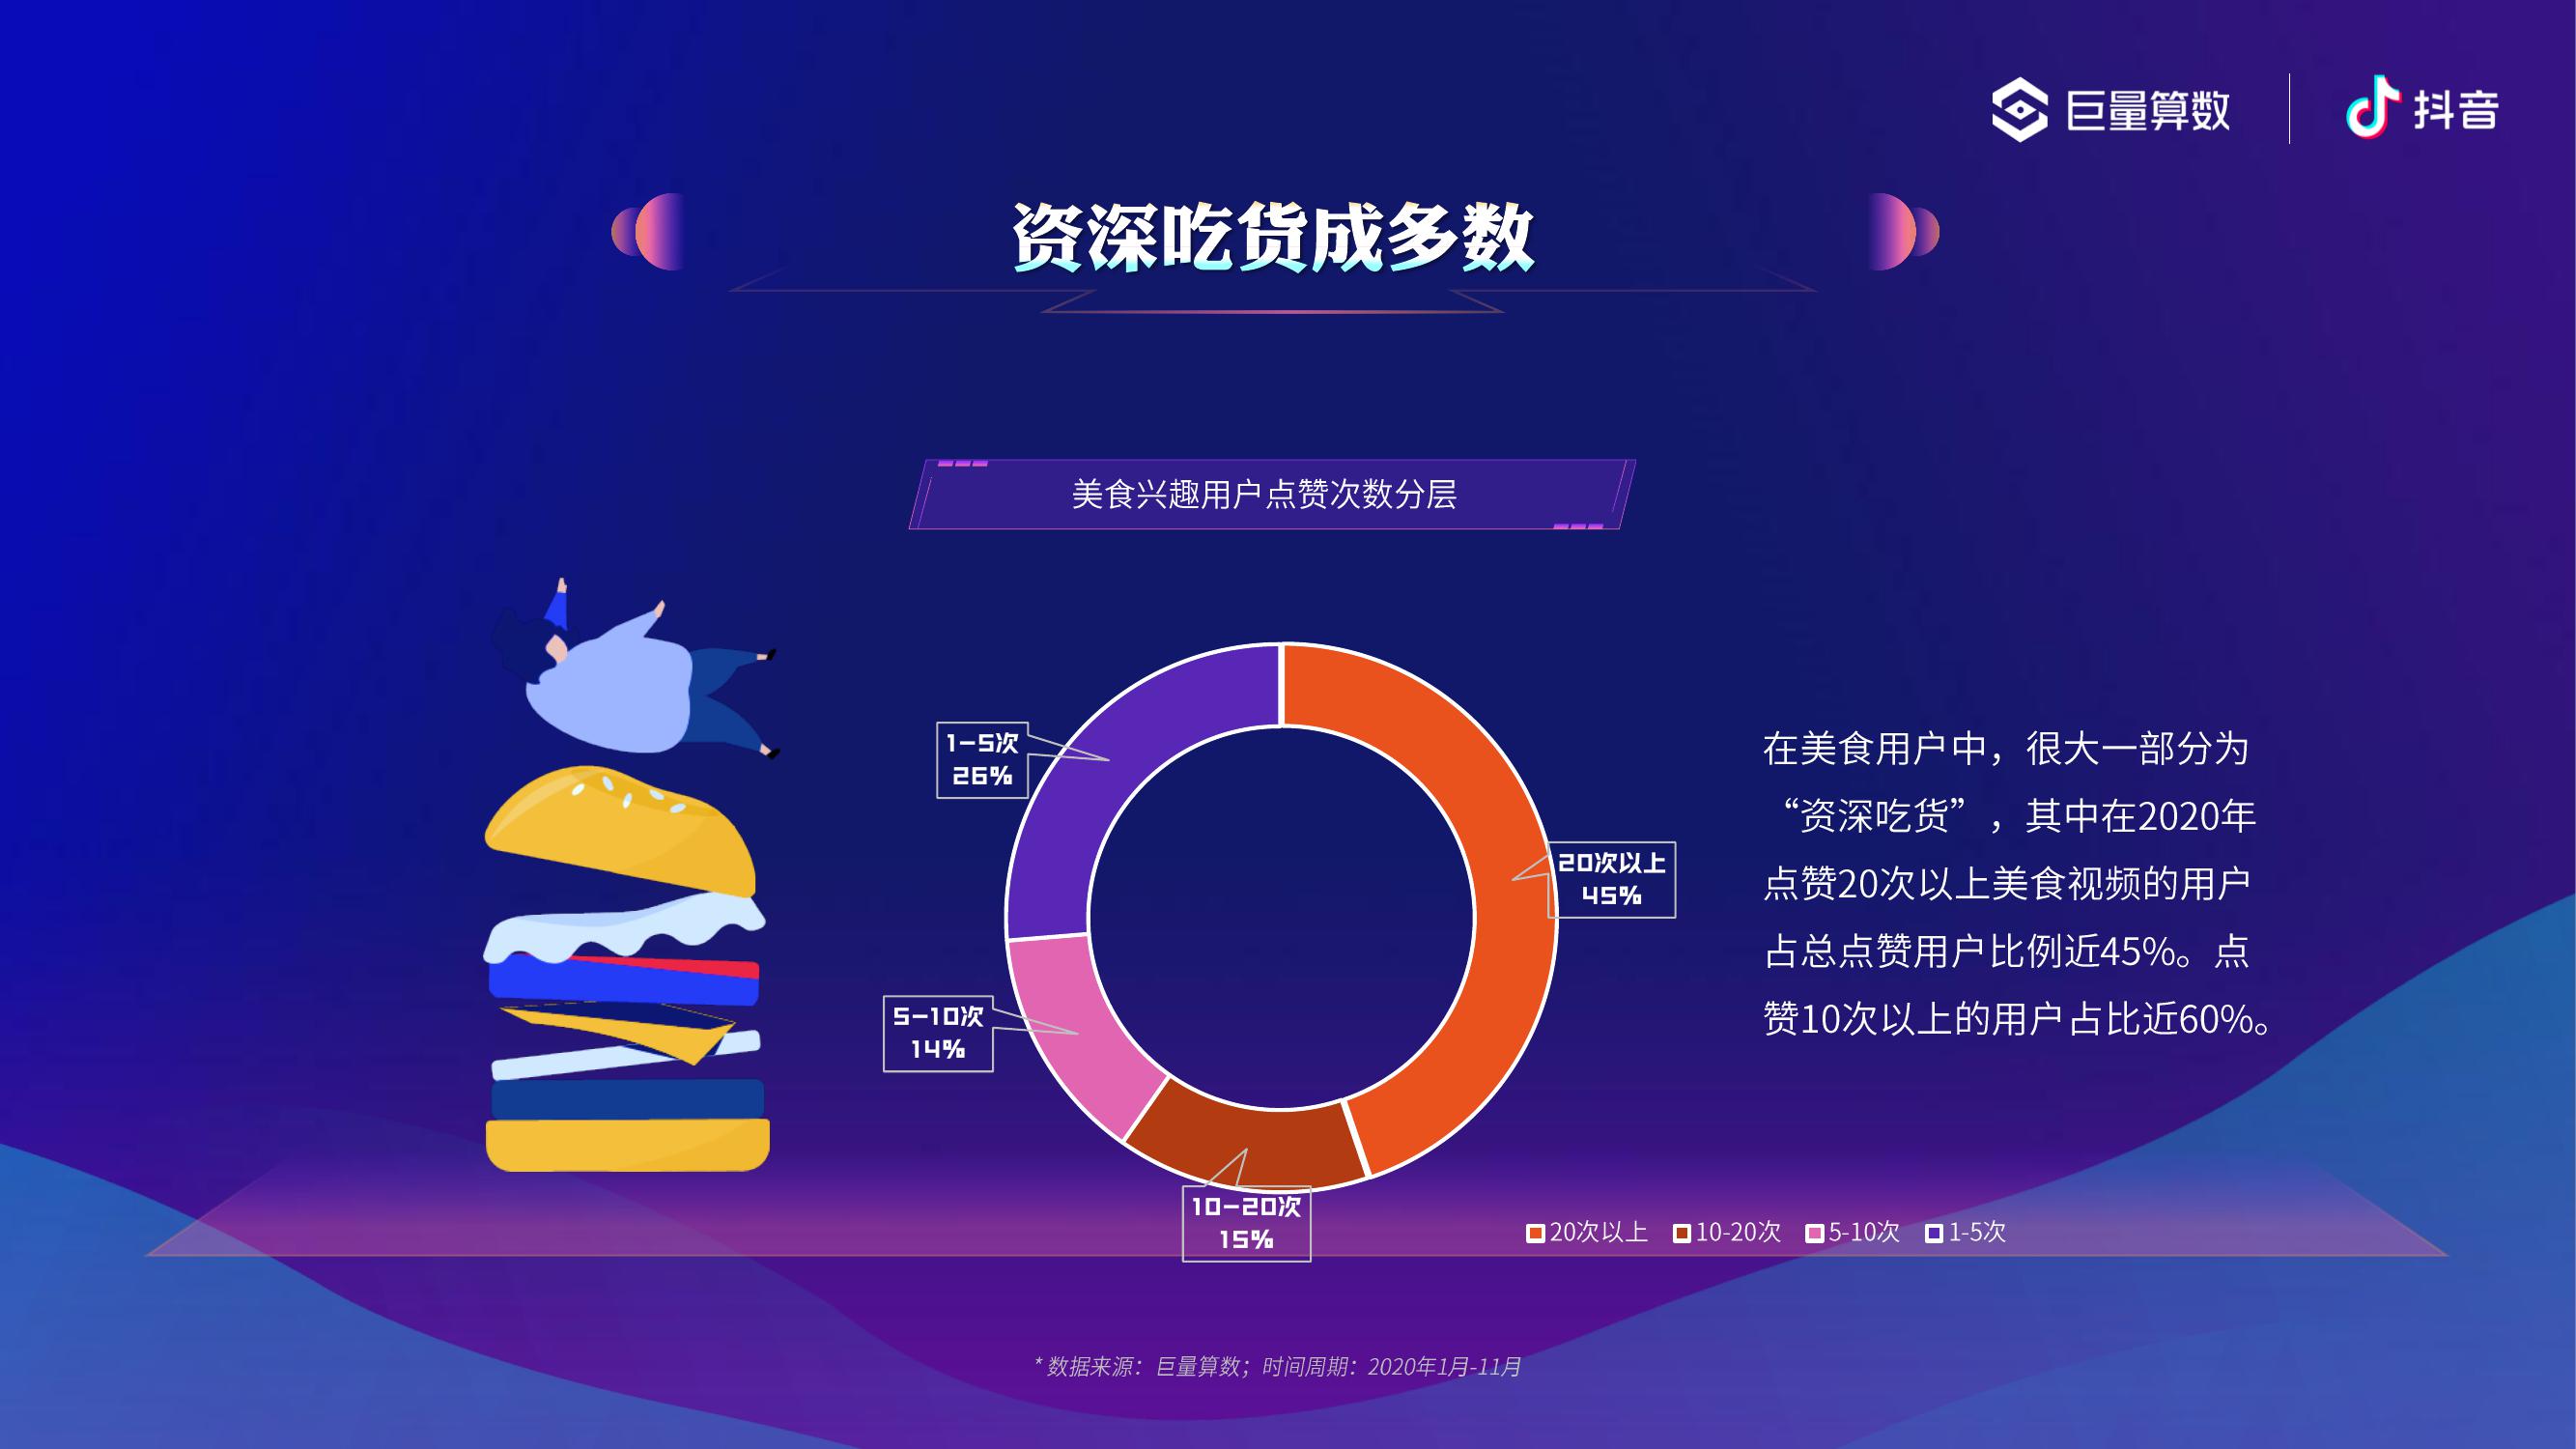 巨量算数
抖音
资深吃货成多数
美食兴趣用户点赞次数分层
1-5次
26%
20次以上
45%
5-10次
14%
10-20次
15%
在美食用户中，很大一部分为
“资深吃货”，其中在2020年
点赞20次以上美食视频的用户
占总点赞用户比例近45%。点
赞10次以上的用户占比近60%。
20次以上 10-20次 5-10次 1-5次
* 数据来源：巨量算数；时间周期：2020年1月-11月